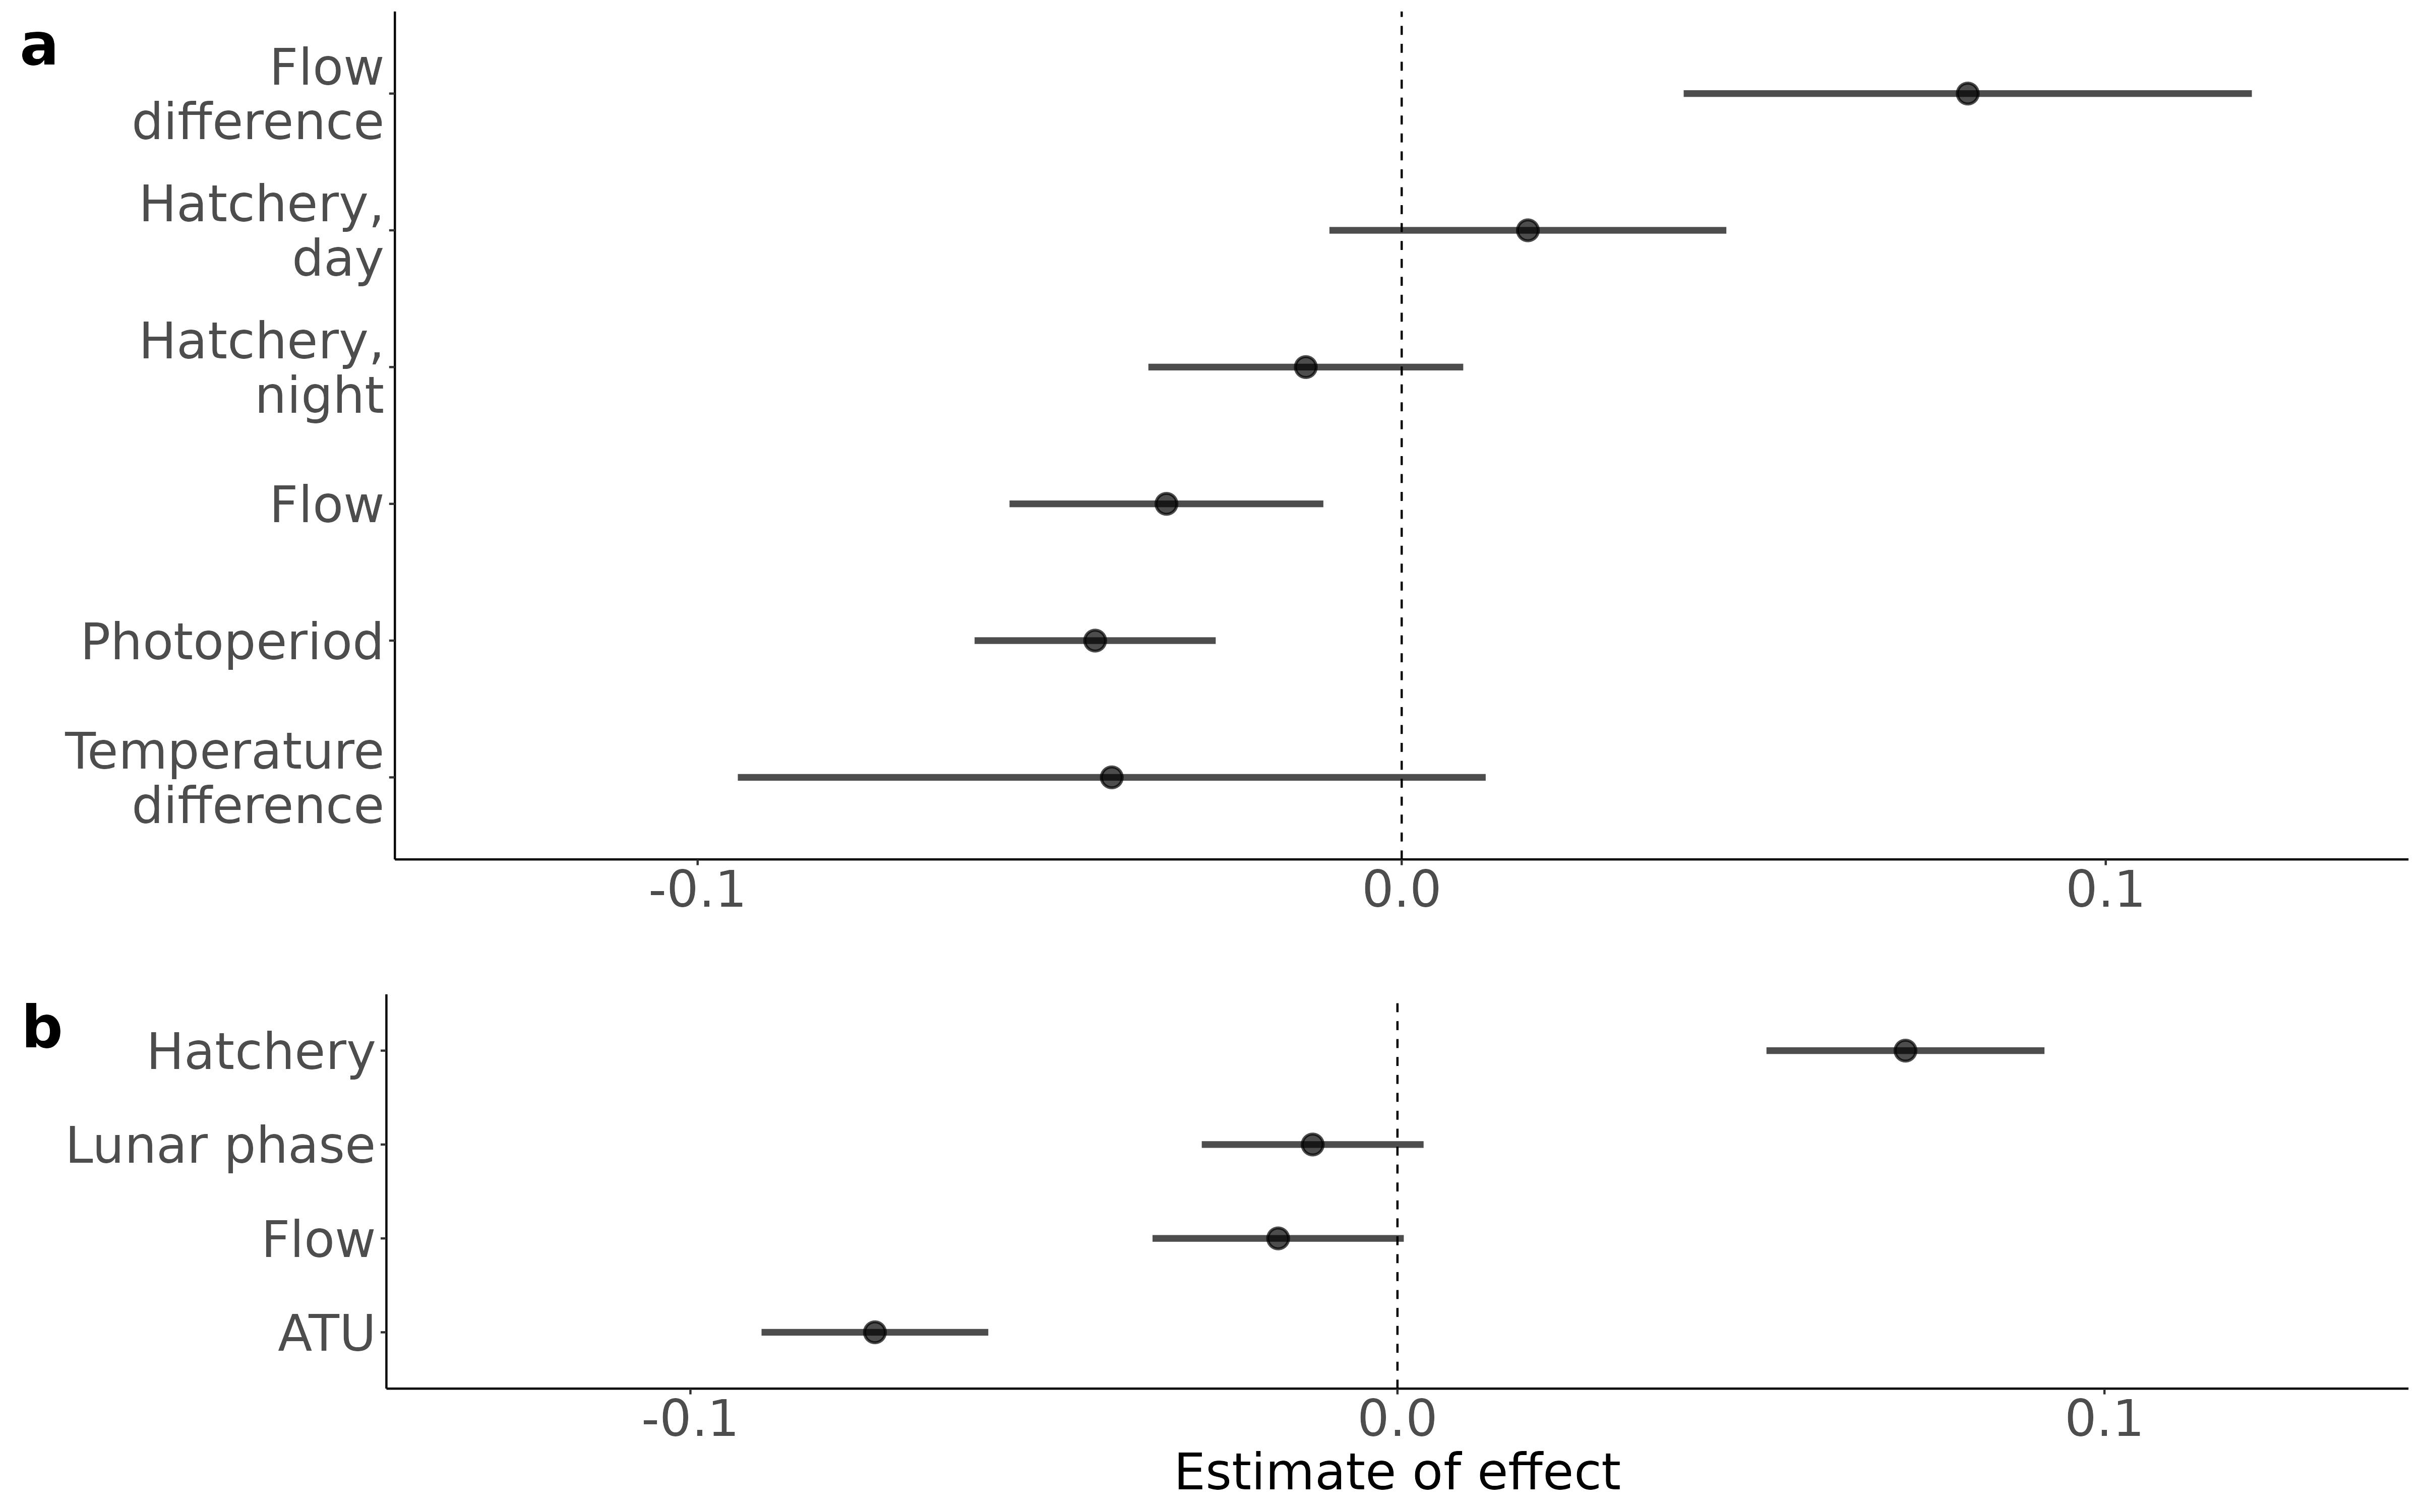 a
Flow
difference
Hatchery,
day
Hatchery,
night
Flow
Photoperiod
Temperature
difference
-0.1 0.0 0.1
b
Hatchery
Lunar phase
Flow
ATU
-0.1 0.0 0.1
Estimate of effect